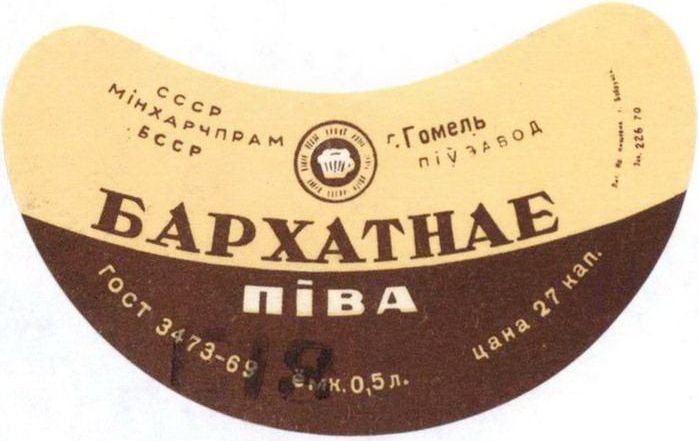 СССР
МІНХАРЧПРАМ
БССР
г. Гомель
ПІЎЗАВОД
БАРХАТНАЕ
ПІВА
ГОСТ 3473-69
ёмк. 0,5 л.
цана 27 кап.
Зак. 226 70